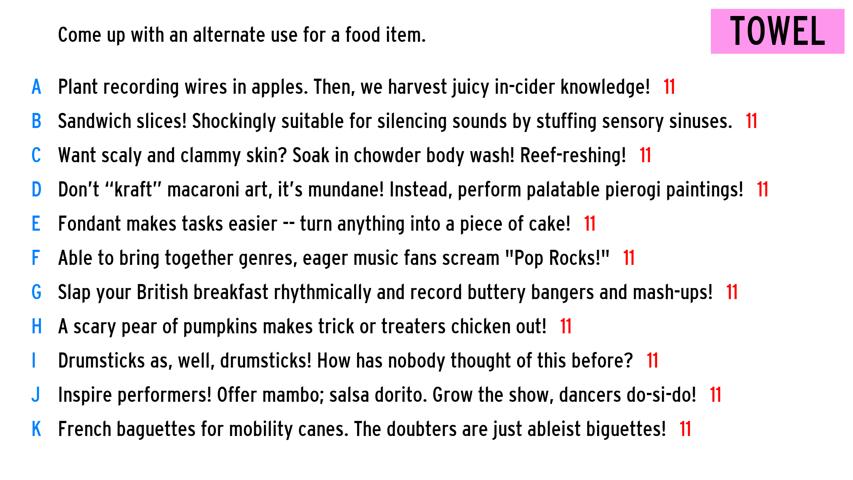 TOWEL
Come up with an alternate use for a food item.
A Plant recording wires in apples. Then, we harvest juicy in-cider knowledge! 11
B Sandwich slices! Shockingly suitable for silencing sounds by stuffing sensory sinuses. 11
C Want scaly and clammy skin? Soak in chowder body wash! Reef-reshing! 11
D Don't “kraft” macaroni art, it's mundane! Instead, perform palatable pierogi paintings! 11
E Fondant makes tasks easier -- turn anything into a piece of cake! 11
F Able to bring together genres, eager music fans scream "Pop Rocks!" 11
G Slap your British breakfast rhythmically and record buttery bangers and mash-ups! 11
H A scary pear of pumpkins makes trick or treaters chicken out! 11
I Drumsticks as, well, drumsticks! How has nobody thought of this before? 11
J Inspire performers! Offer mambo; salsa dorito. Grow the show, dancers do-si-do! 11
K French baguettes for mobility canes. The doubters are just ableist biguettes! 11